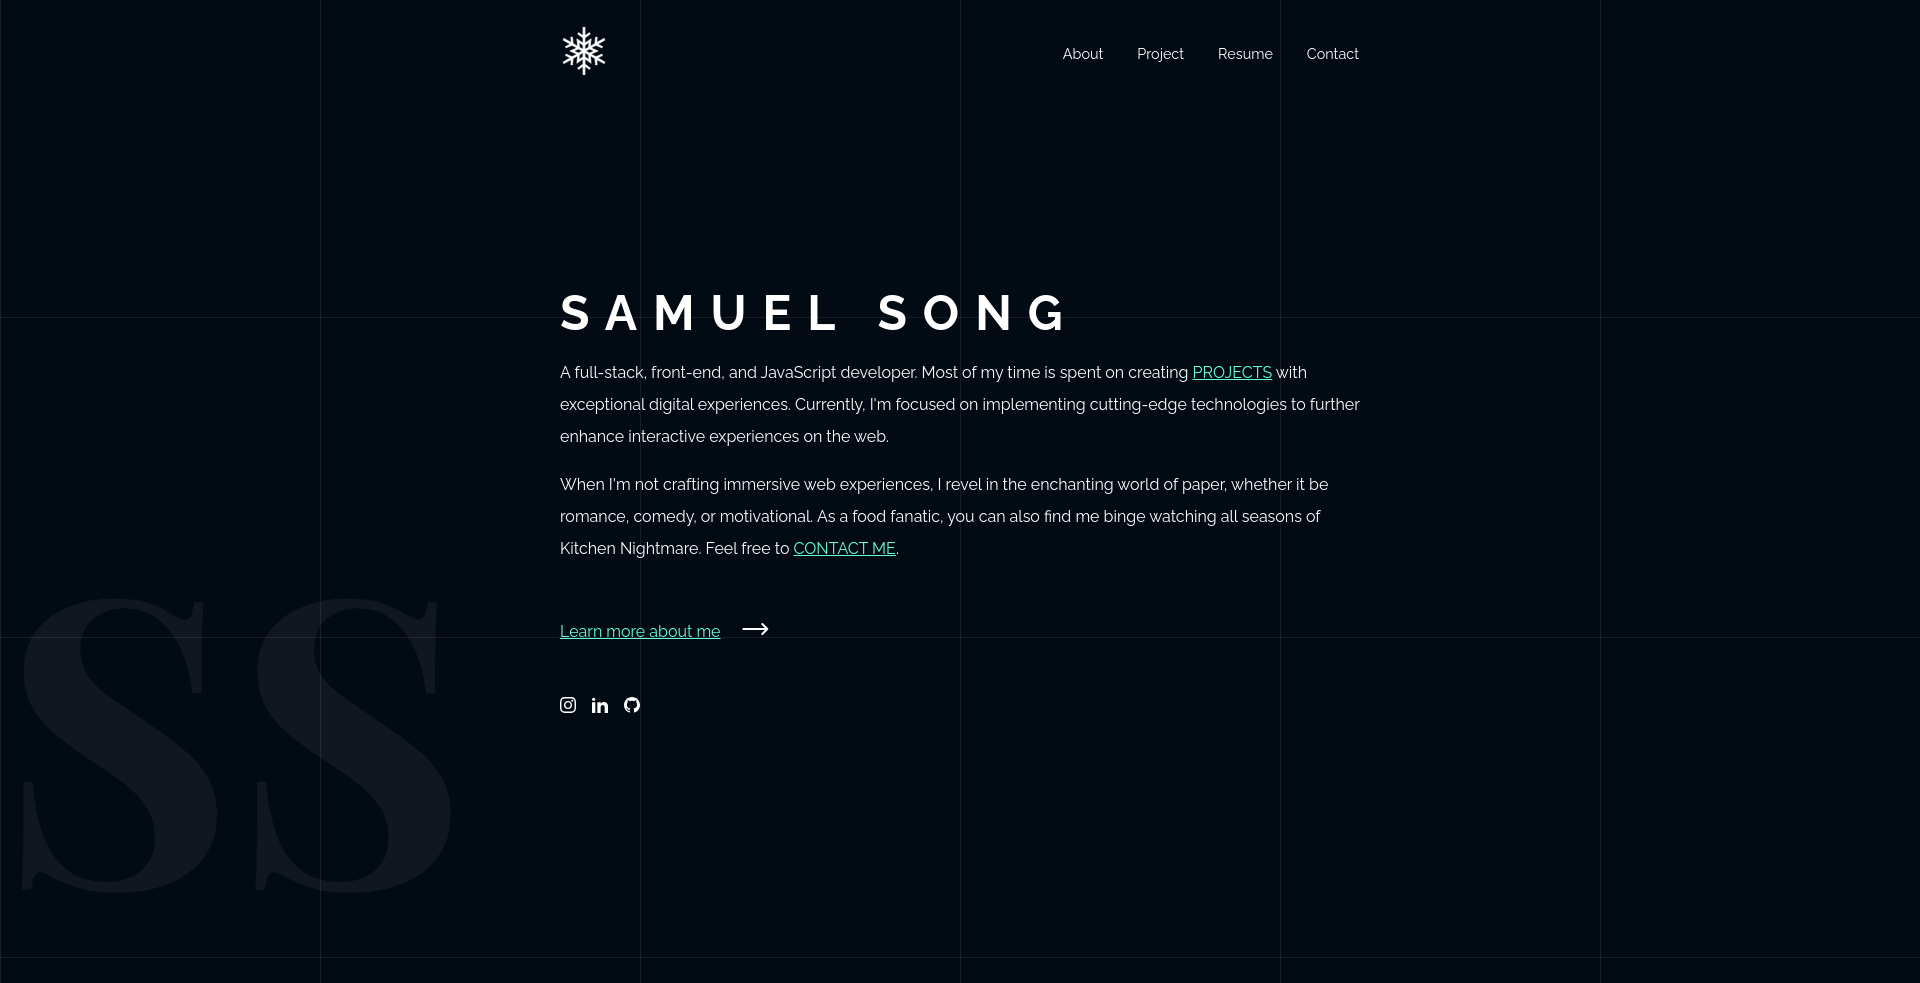 About Project Resume Contact
SAMUEL SONG
A full-stack, front-end, and JavaScript developer. Most of my time is spent on creating PROJECTS with
exceptional digital experiences. Currently, I'm focused on implementing cutting-edge technologies to further
enhance interactive experiences on the web.
When I'm not crafting immersive web experiences, I revel in the enchanting world of paper, whether it be
romance, comedy, or motivational. As a food fanatic, you can also find me binge watching all seasons of
Kitchen Nightmare. Feel free to CONTACT ME.
Learn more about me
in
SS